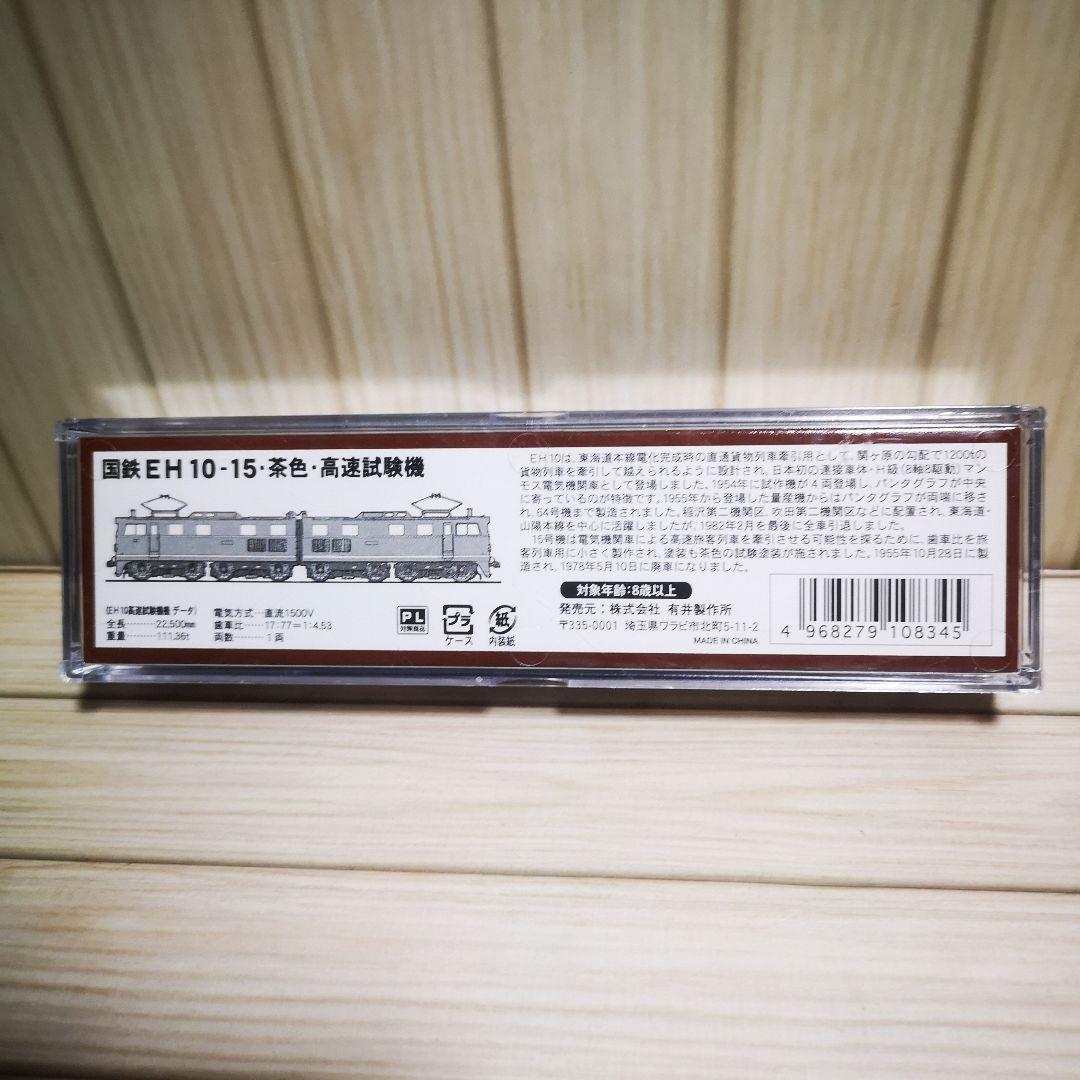 国鉄EH10-15・茶色・高速試験機
EH10は、東海道本線電化完成時の直通貨物列車牽引用として、関ヶ原の勾配で1200tの
貨物列車を牽引して越えられるように設計され、日本初の連接車体・H級（8軸8駆動）マン
モス電気機関車として登場しました。1954年に試作機が4両登場し、パンタグラフが中央
に寄っているのが特徴です。1955年から登場した量産機からはパンタグラフが両端に移さ
れ、64号機まで製造されました。稲沢第二機関区、吹田第二機関区などに配置され、東海道・
山陽本線を中心に活躍しましたが、1982年2月を最後に全車引退しました。
15号機は電気機関車による高速旅客列車を牽引させる可能性を探るために、歯車比を旅
客列車用に小さく製作され、塗装も茶色の試験塗装が施されました。1955年10月28日に製
造され、1978年5月10日に廃車になりました。
(EH10高速試験機機 データ)
全長……22,500mm
重量……111.36t
電気方式…直流1500V
歯車比……17:77=1:4.53
両数………1両
PL
対策商品
プラ
ケース
紙
内装紙
対象年齢:8歳以上
発売元：株式会社 有井製作所
〒335-0001 埼玉県ワラビ市北町5-11-2
MADE IN CHINA
4 968279 108345